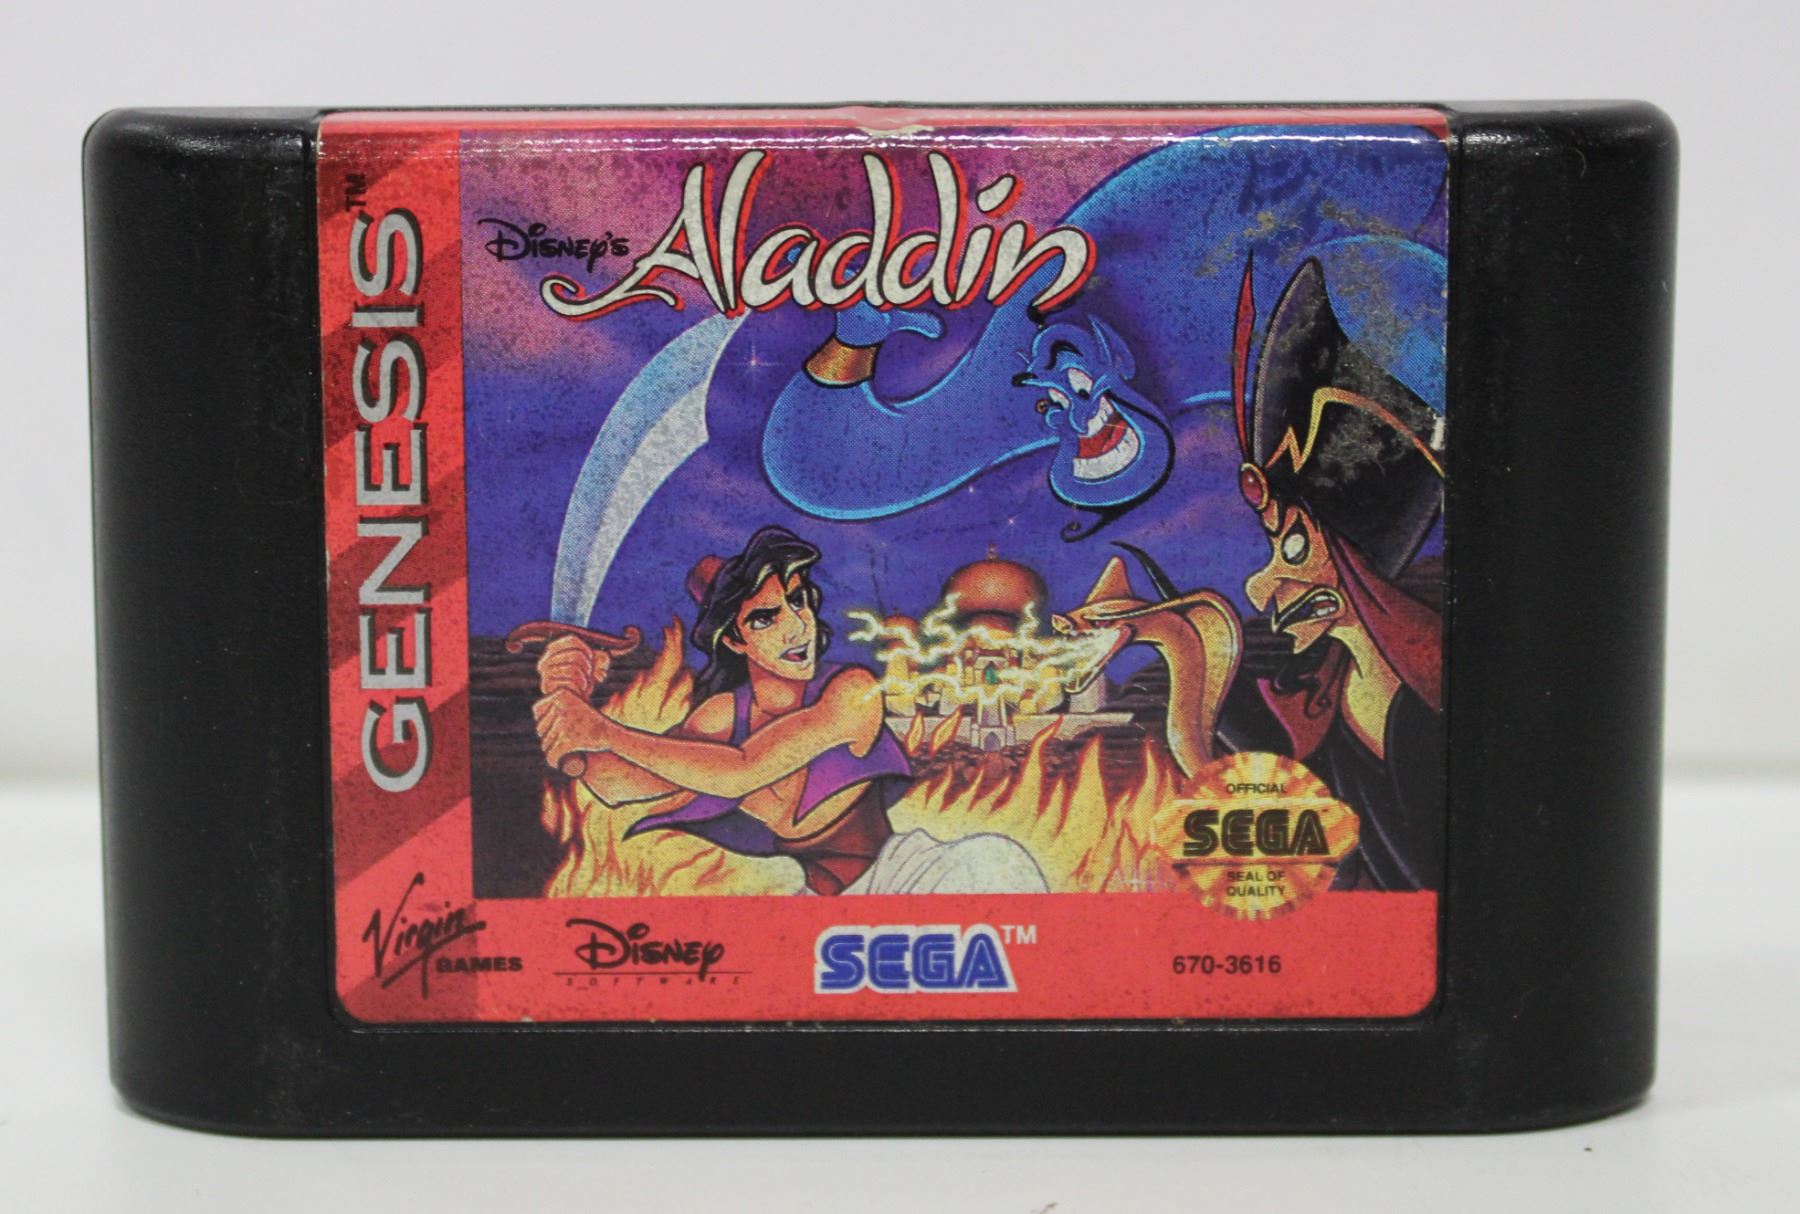 GENESIS™
Disney's Aladdin
OFFICIAL
SEGA
SEAL OF
QUALITY
Virgin
GAMES
Disney
SOFTWARE
SEGA™
670-3616